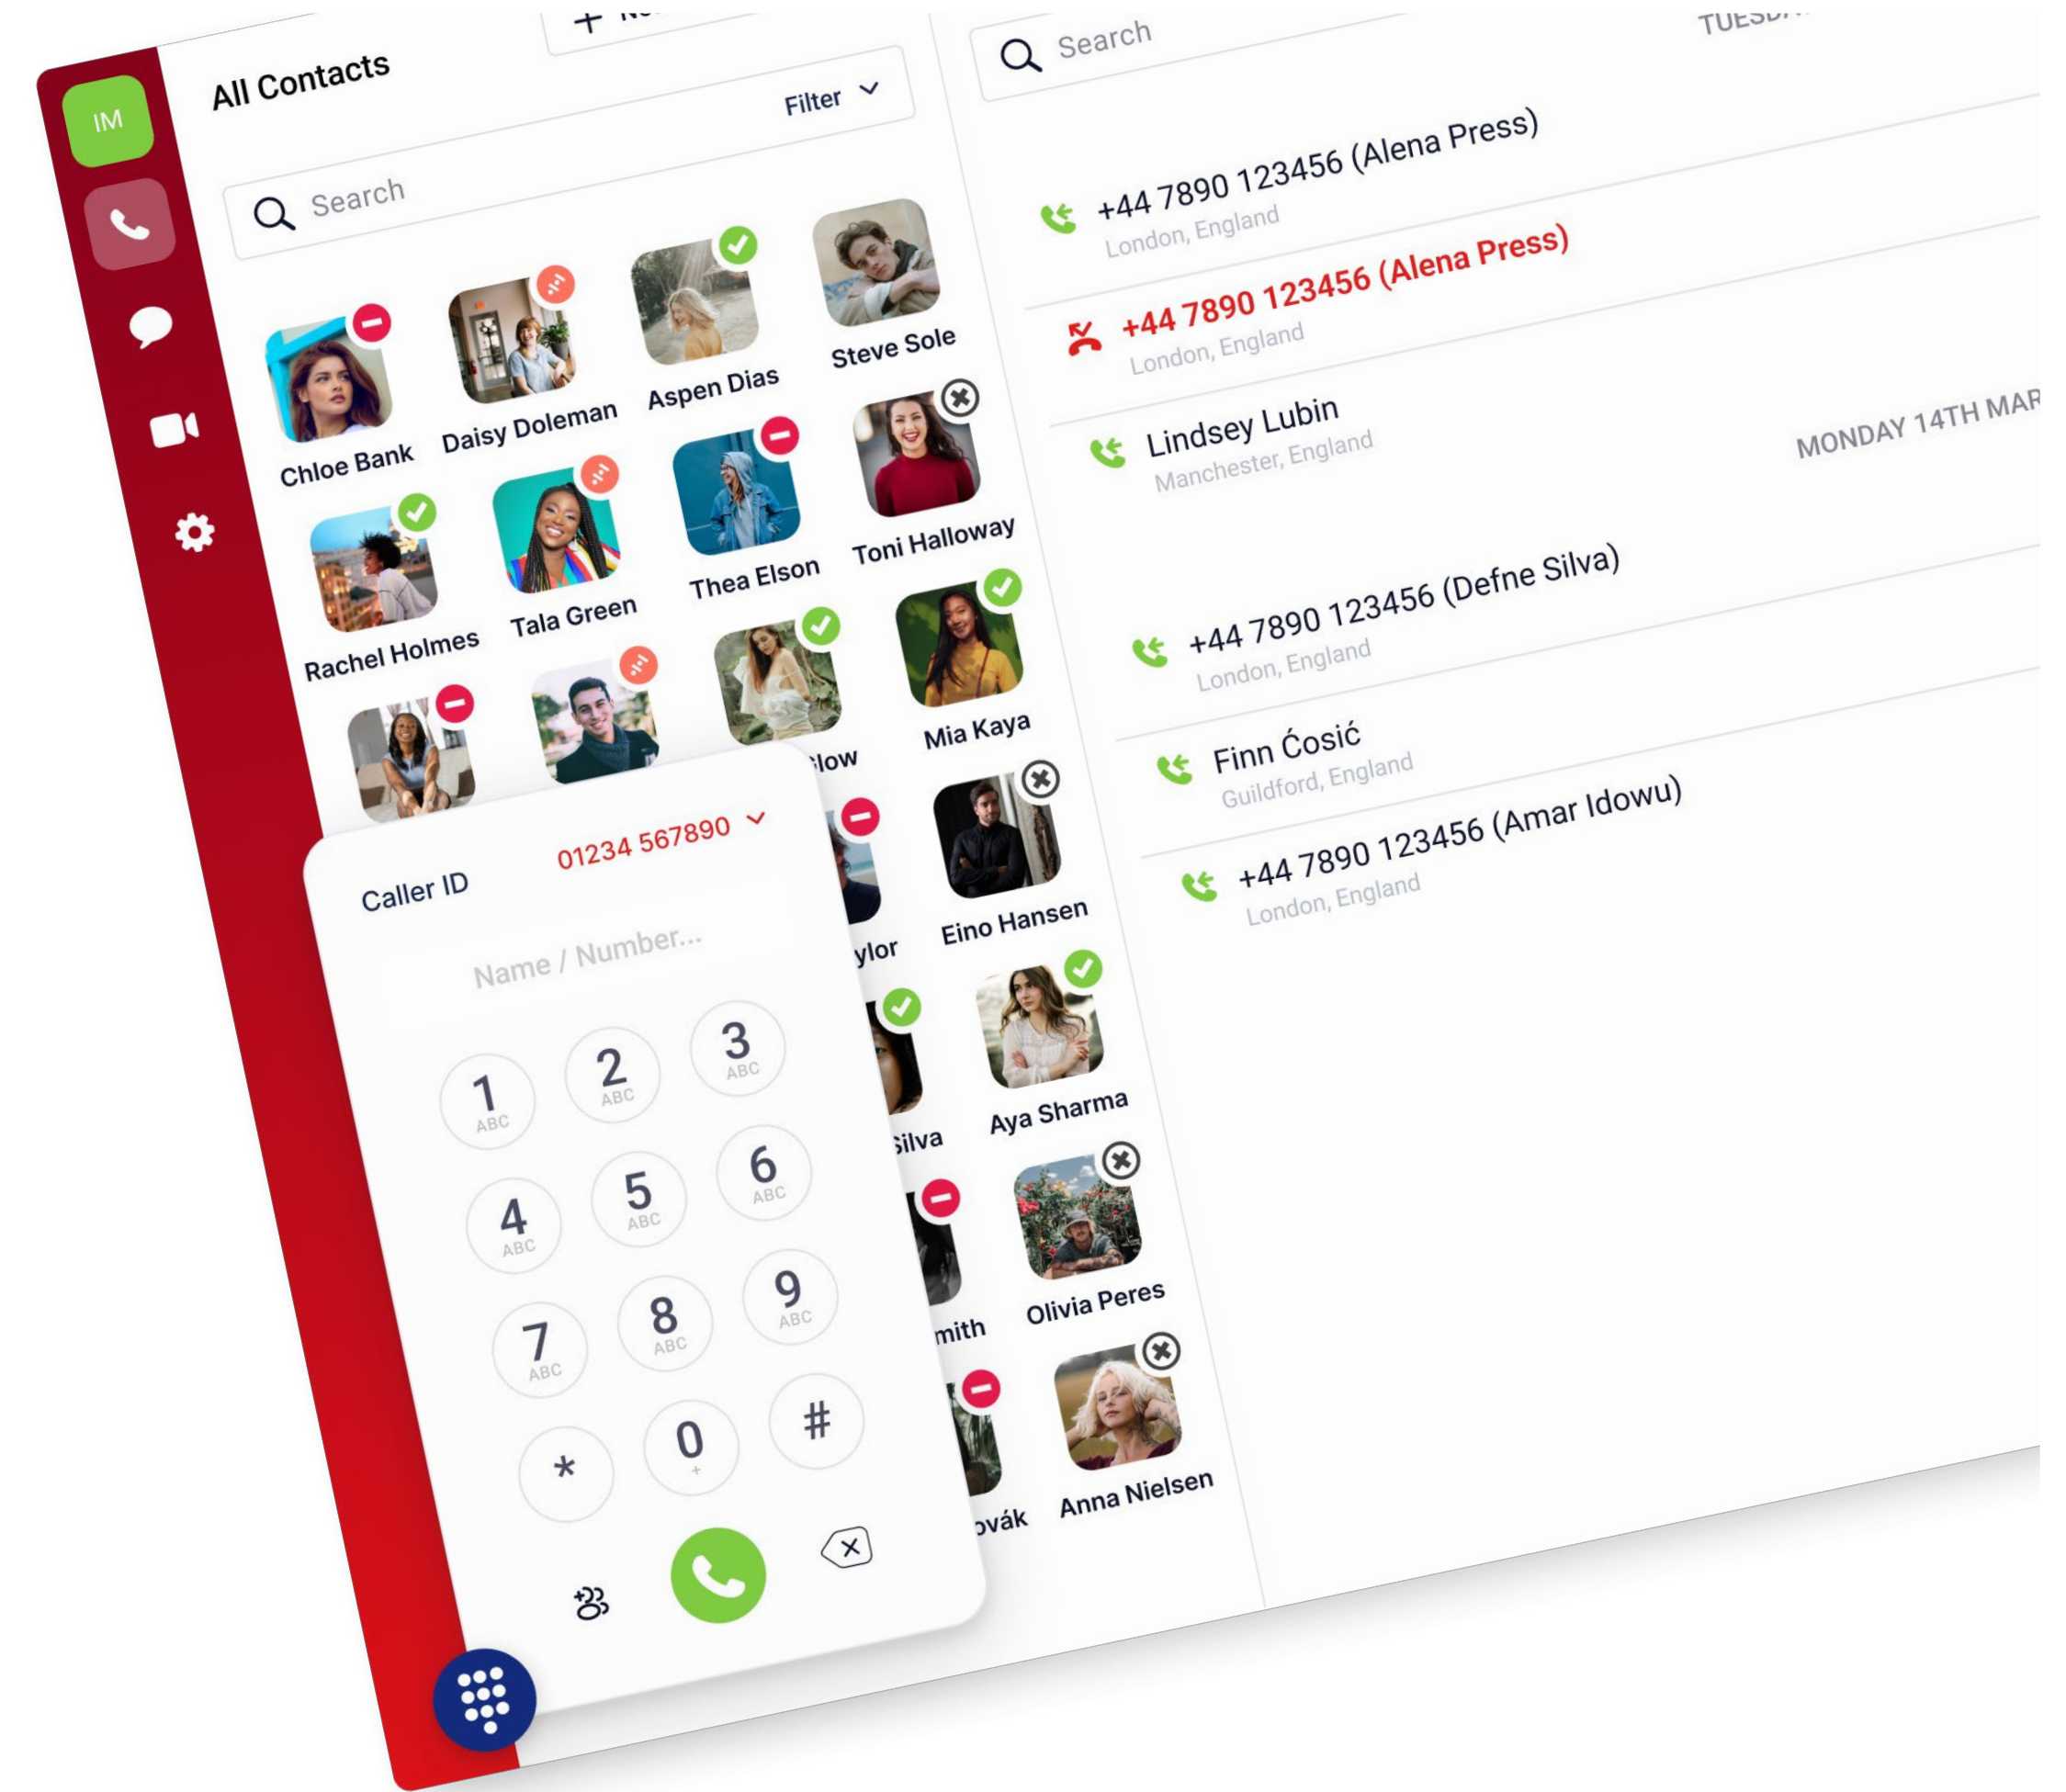 IM
All Contacts
Filter
Search
Chloe Bank
Daisy Doleman
Aspen Dias
Steve Sole
Rachel Holmes
Tala Green
Thea Elson
Toni Halloway
Mia Kaya
Eino Hansen
Aya Sharma
Olivia Peres
Anna Nielsen
Caller ID
01234 567890
Name / Number...
1
ABC
2
ABC
3
ABC
4
ABC
5
ABC
6
ABC
7
ABC
8
ABC
9
ABC
*
0
+
#
Search
+44 7890 123456 (Alena Press)
London, England
+44 7890 123456 (Alena Press)
London, England
Lindsey Lubin
Manchester, England
MONDAY 14TH MAR
+44 7890 123456 (Defne Silva)
London, England
Finn Ćosić
Guildford, England
+44 7890 123456 (Amar Idowu)
London, England